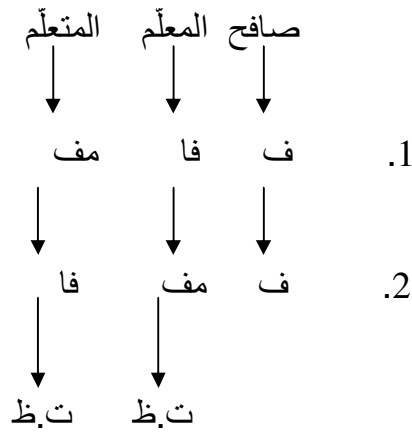 صافح المعلّم المتعلّم
1. ف فا مف
2. ف مف فا
ت.ظ ت.ظ